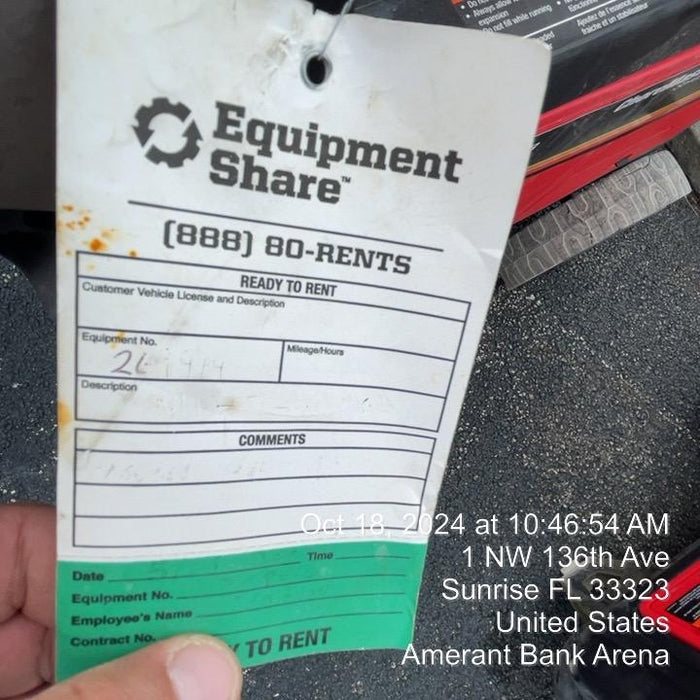 expansion
Equipment
Share™
(888) 80-RENTS
READY TO RENT
Customer Vehicle License and Description
Equipment No.
Mileage/Hours
Description
COMMENTS
Date
Time
Equipment No.
Employee's Name
Contract No.
TO RENT
Oct 18, 2024 at 10:46:54 AM
1 NW 136th Ave
Sunrise FL 33323
United States
Amerant Bank Arena